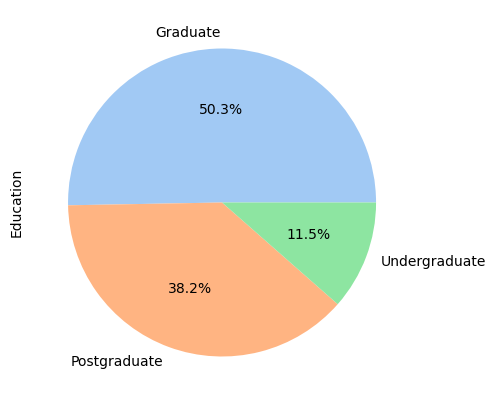 Graduate
50.3%
Education
11.5%
Undergraduate
38.2%
Postgraduate